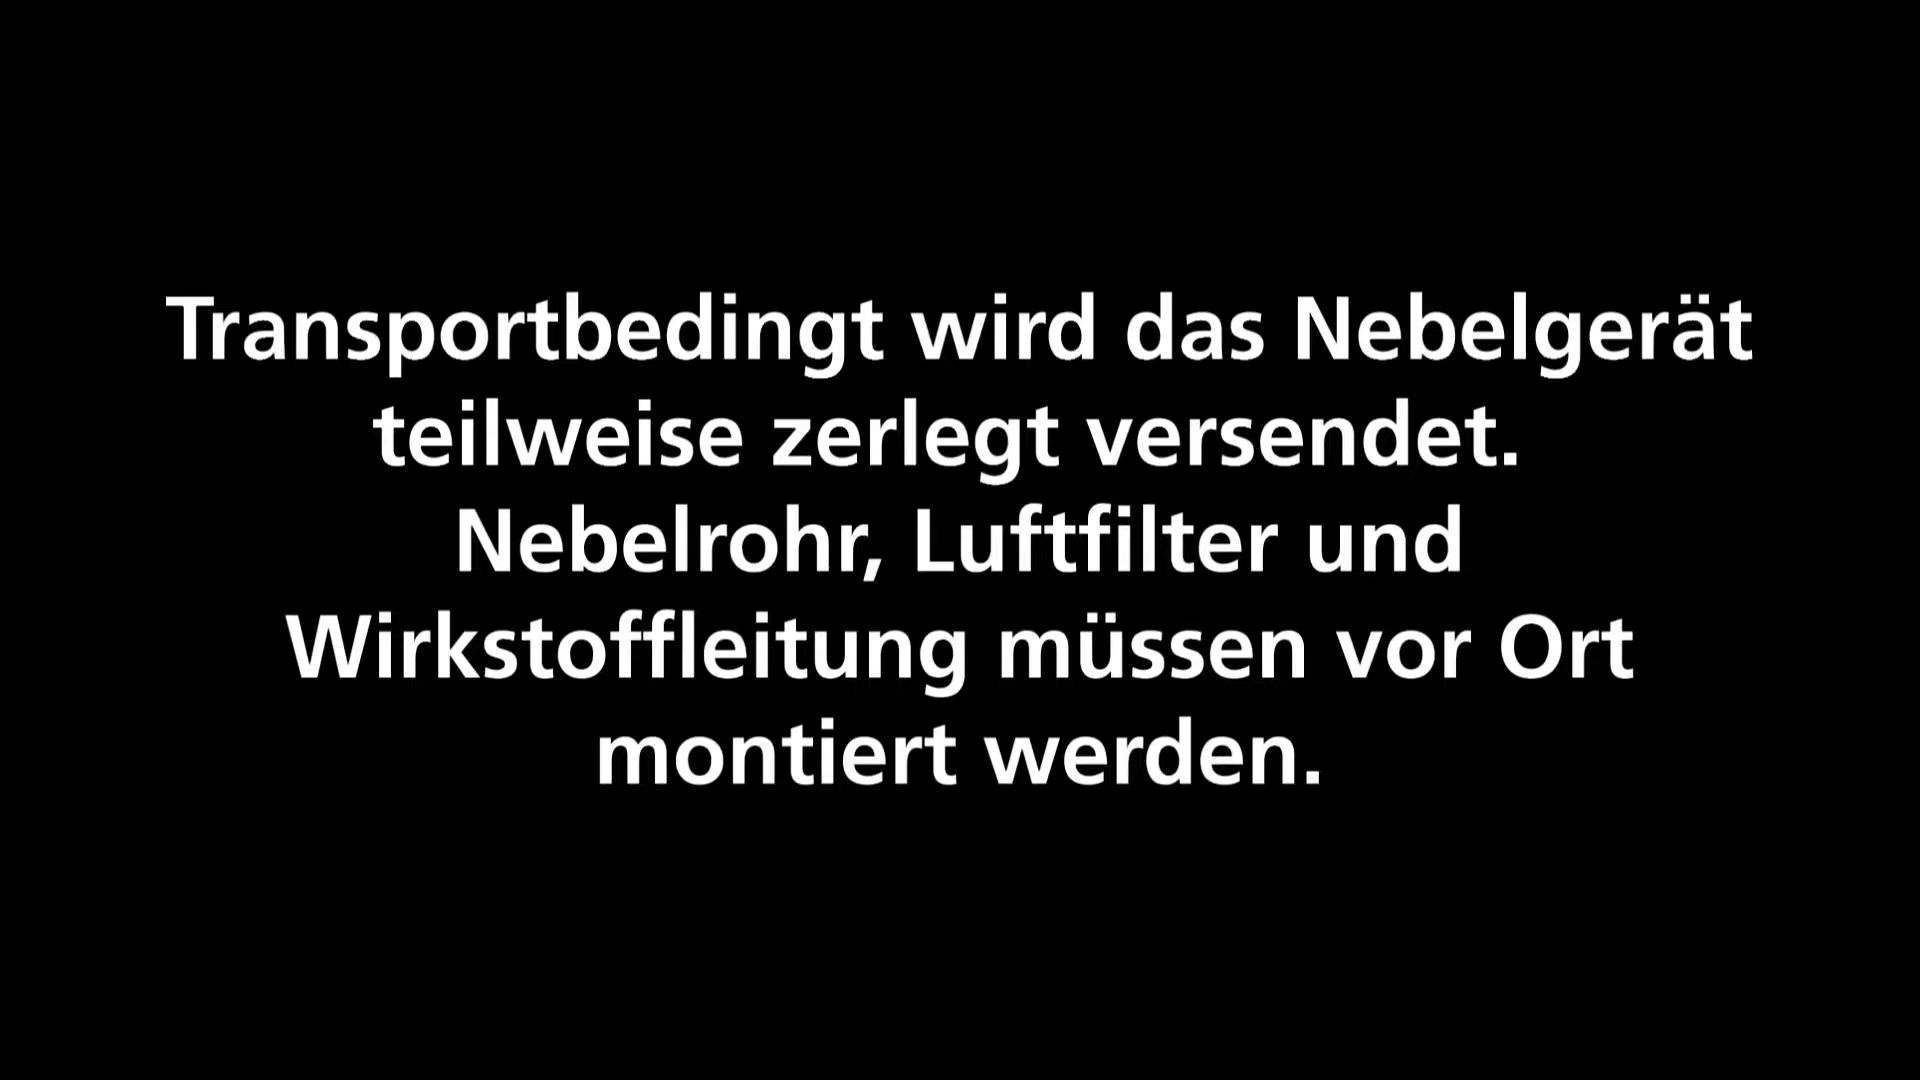 Transportbedingt wird das Nebelgerät
teilweise zerlegt versendet.
Nebelrohr, Luftfilter und
Wirkstoffleitung müssen vor Ort
montiert werden.